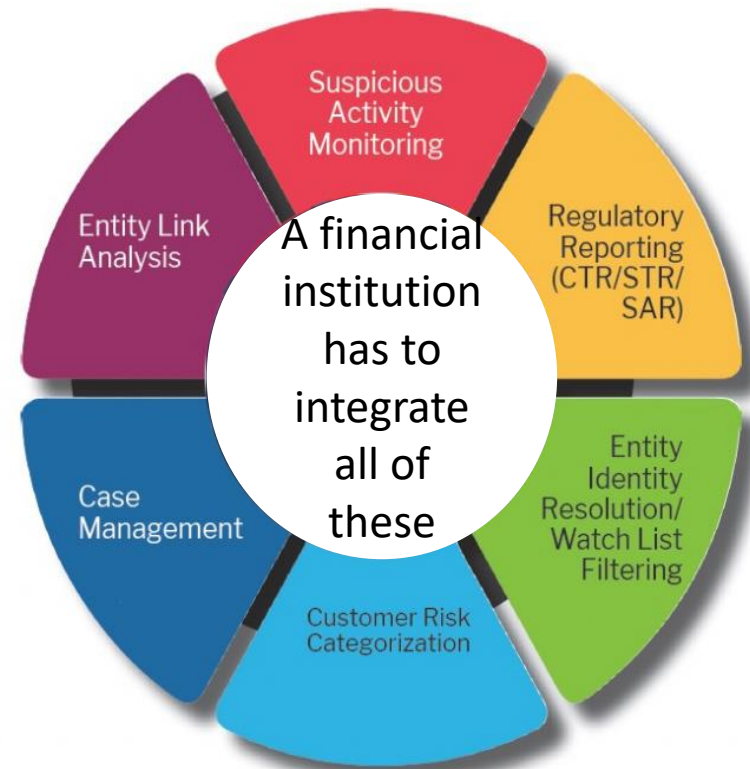 Suspicious
Activity
Monitoring
Regulatory
Reporting
(CTR/STR/
SAR)
Entity
Identity
Resolution/
Watch List
Filtering
Customer Risk
Categorization
Case
Management
Entity Link
Analysis
A financial
institution
has to
integrate
all of
these